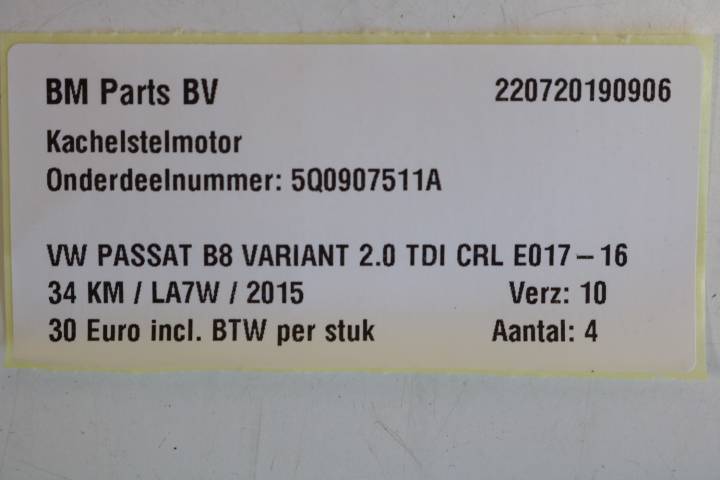 BM Parts BV 220720190906
Kachelstelmotor
Onderdeelnummer: 5Q0907511A
VW PASSAT B8 VARIANT 2.0 TDI CRL E017 – 16
34 KM / LA7W / 2015 Verz: 10
30 Euro incl. BTW per stuk Aantal: 4